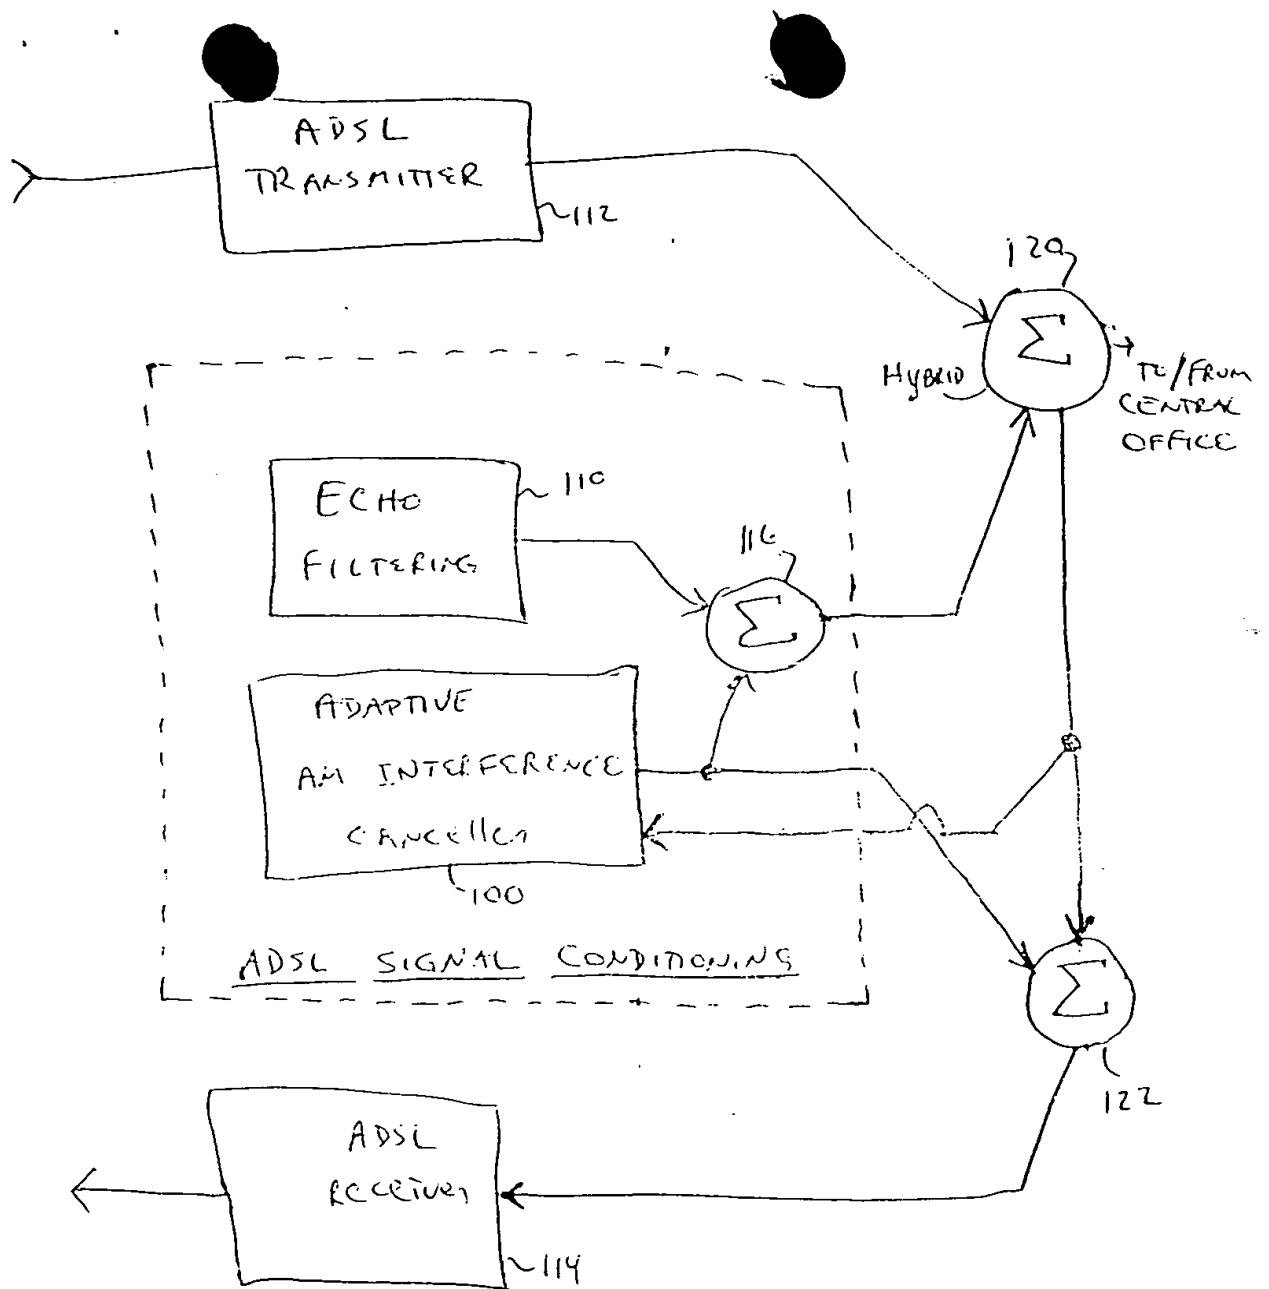 ADSL
TRANSMITTER
112
120
HYBRID
TO/FROM
CENTRAL
OFFICE
ECHO
FILTERING
110
116
Σ
Σ
ADAPTIVE
AM INTERFERENCE
CANCELLER
100
ADSL SIGNAL CONDITIONING
Σ
122
ADSL
RECEIVER
114